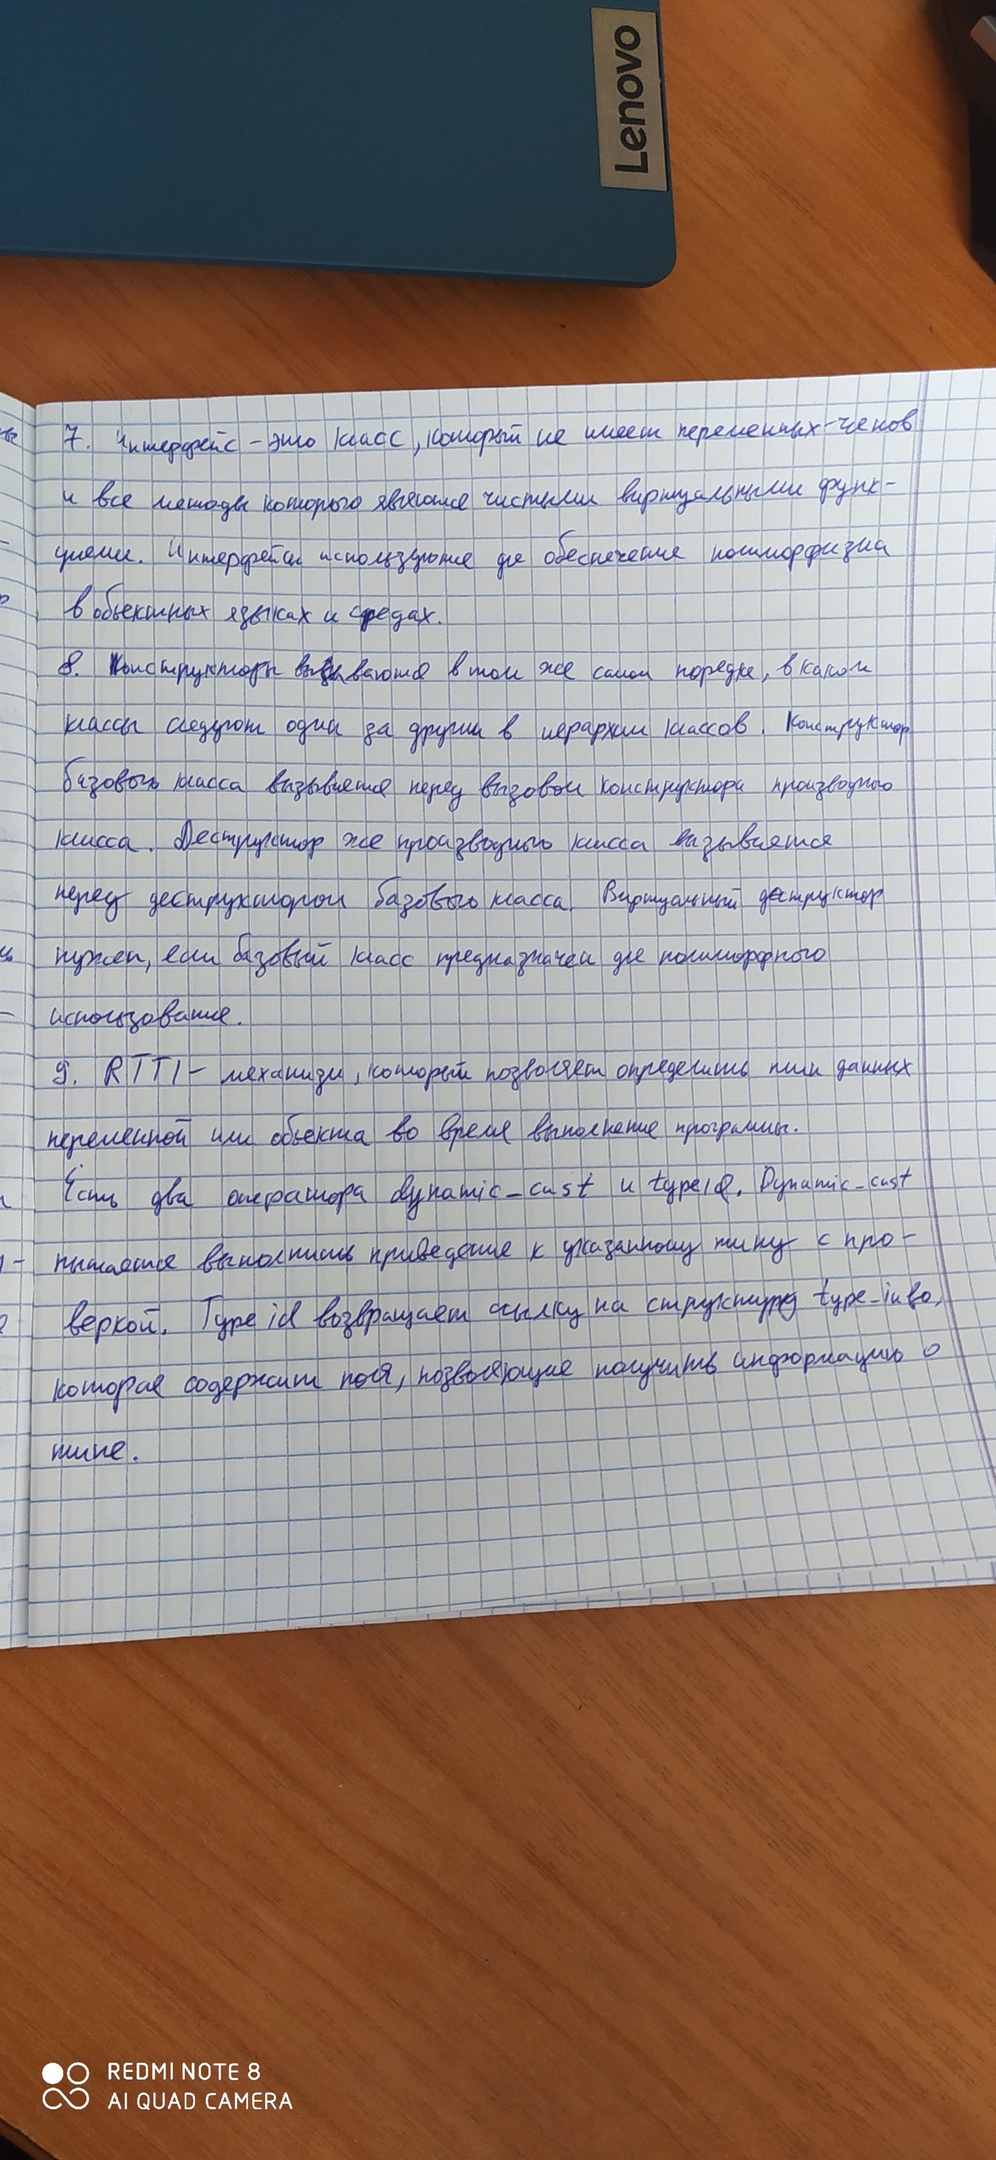 Lenovo
7. Интерфейс - это класс, который не имеет переменных-членов
и все методы которого являются чистыми виртуальными функ-
циями. Интерфейсы используются для обеспечения полиморфизма
в объектных языках и средах.
8. Конструкторы вызываются в том же самом порядке, в каком
классы следуют один за другим в иерархии классов. Конструктор
базового класса вызывается перед вызовом конструктора производного
класса. Деструктор же производного класса вызывается
перед деструктором базового класса. Виртуальный деструктор
нужен, если базовый класс предназначен для полиморфного
использования.
9. RTTI - механизм, который позволяет определить тип данных
переменной или объекта во время выполнения программы.
Есть два оператора dynamic_cast и typeid. Dynamic_cast
пытается выполнить приведение к указанному типу с про-
веркой. Type id возвращает ссылку на структуру type_info,
которая содержит поля, позволяющие получить информацию о
типе.
REDMI NOTE 8
AI QUAD CAMERA